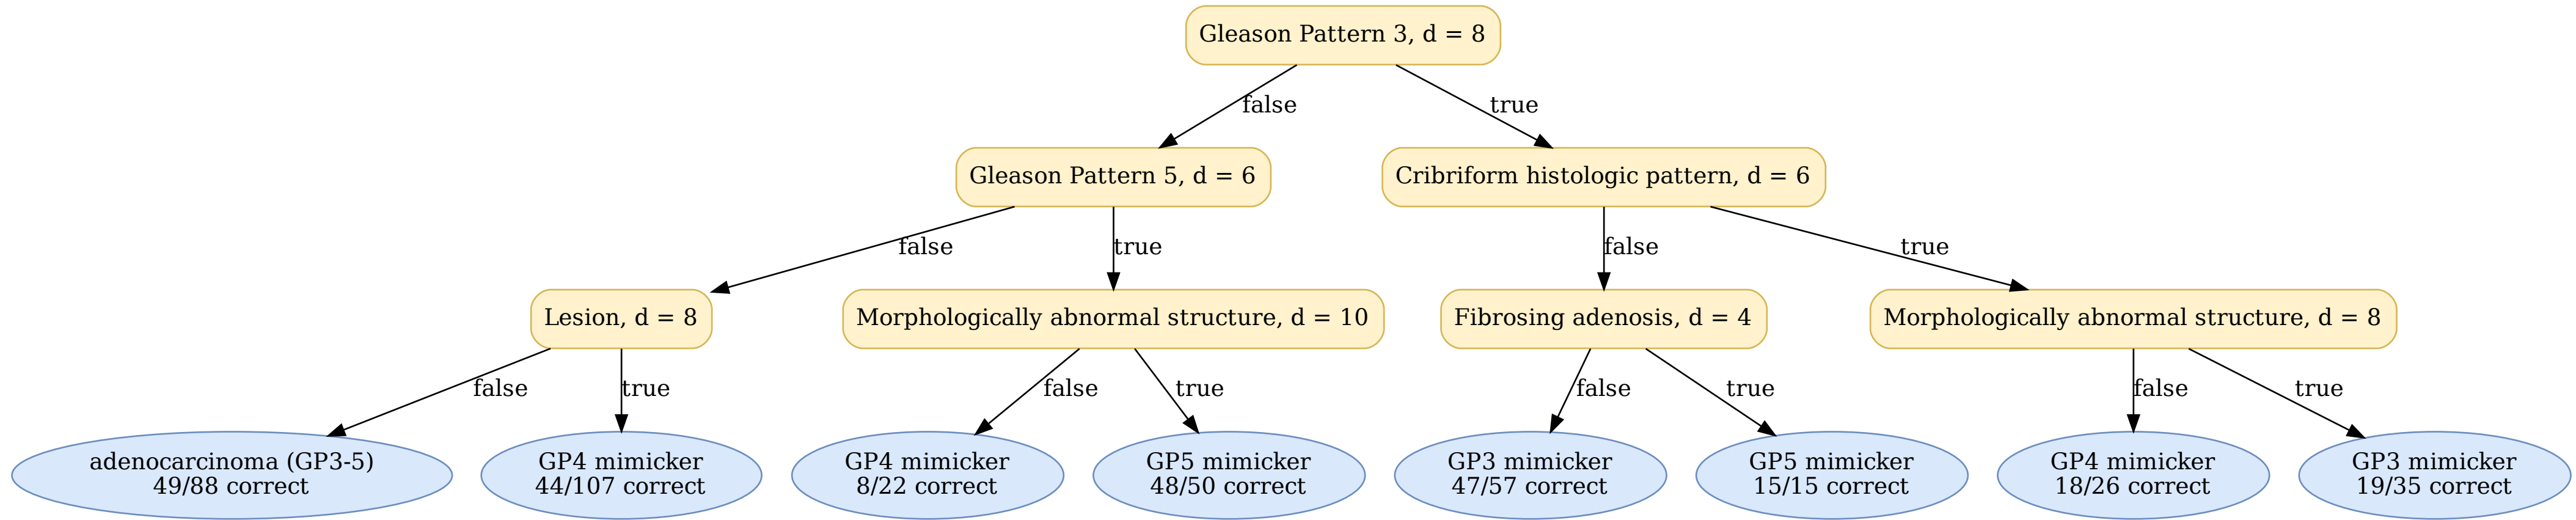 Gleason Pattern 3, d = 8
false
true
Gleason Pattern 5, d = 6
Cribriform histologic pattern, d = 6
false
true
false
true
Lesion, d = 8
Morphologically abnormal structure, d = 10
Fibrosing adenosis, d = 4
Morphologically abnormal structure, d = 8
false
true
false
true
false
true
false
true
adenocarcinoma (GP3-5)
49/88 correct
GP4 mimicker
44/107 correct
GP4 mimicker
8/22 correct
GP5 mimicker
48/50 correct
GP3 mimicker
47/57 correct
GP5 mimicker
15/15 correct
GP4 mimicker
18/26 correct
GP3 mimicker
19/35 correct